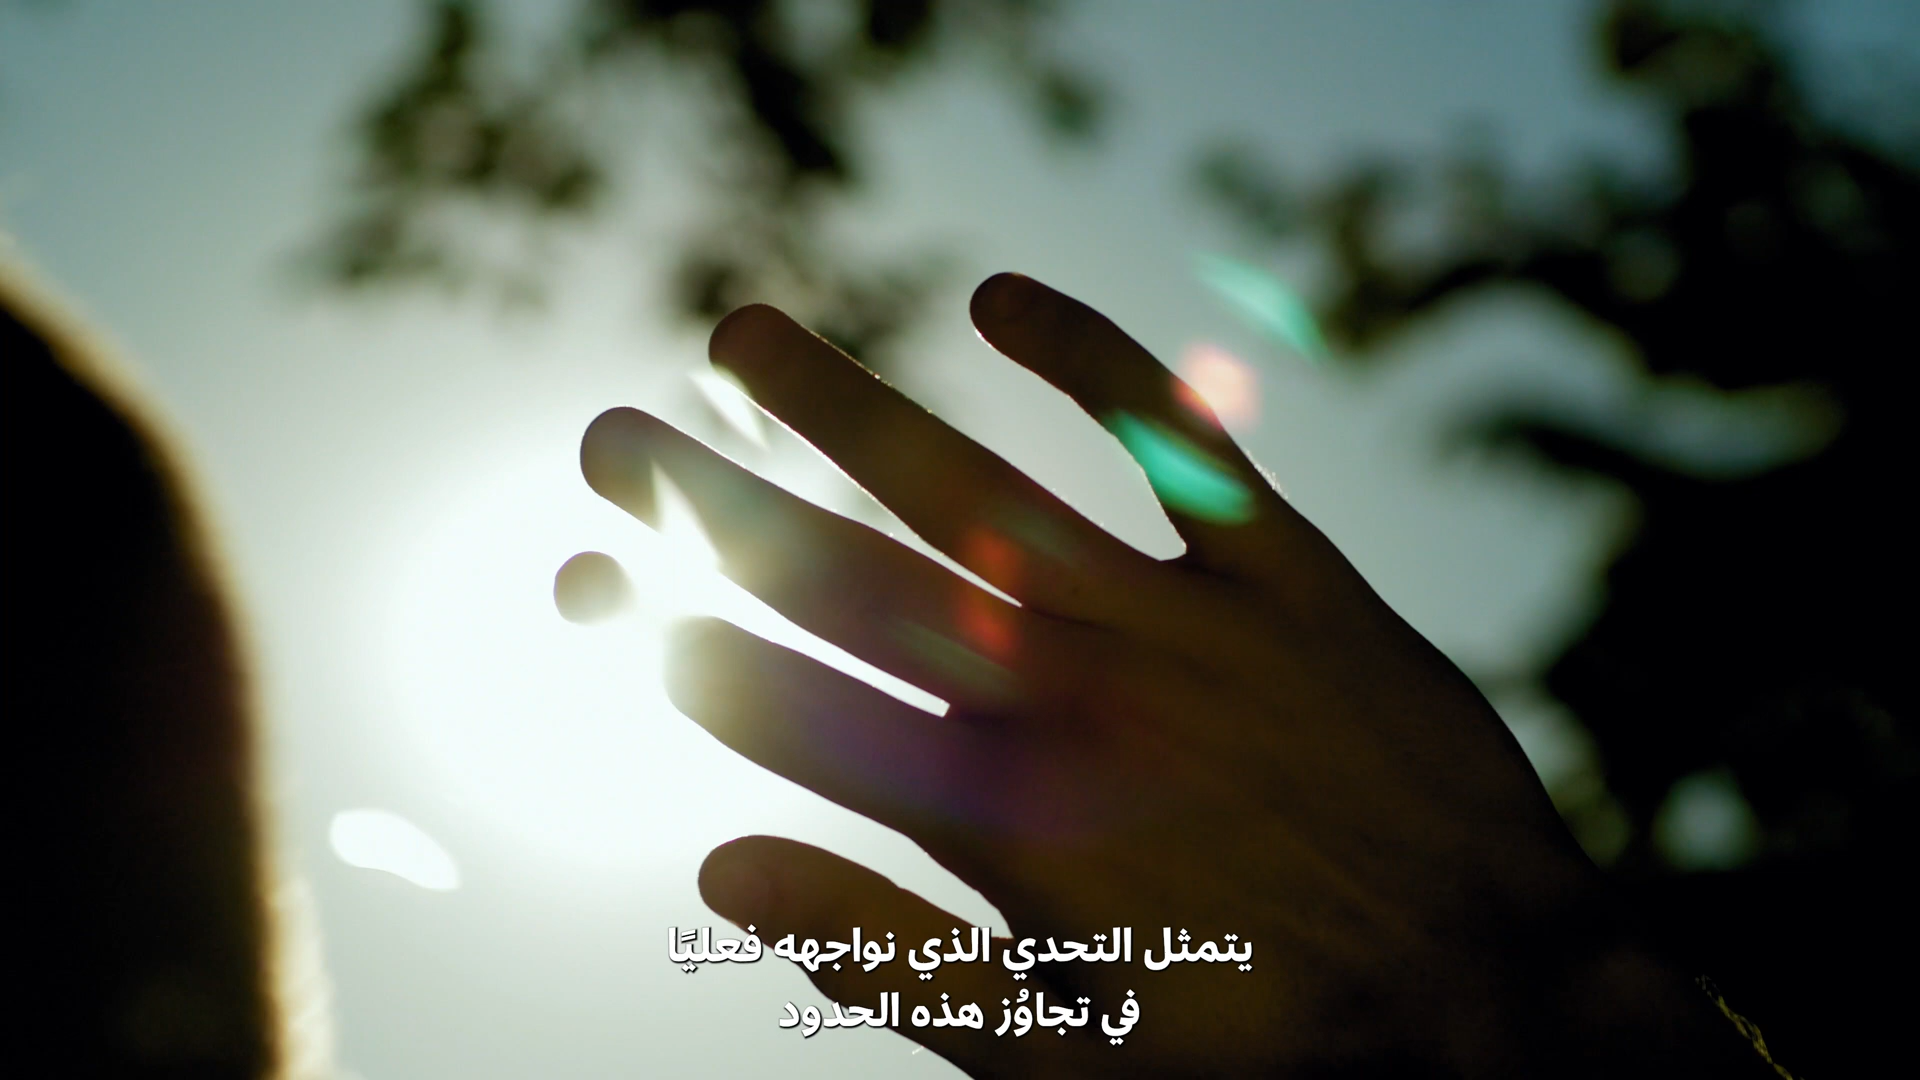 يتمثل التحدي الذي نواجهه فعليًا
في تجاوُز هذه الحدود